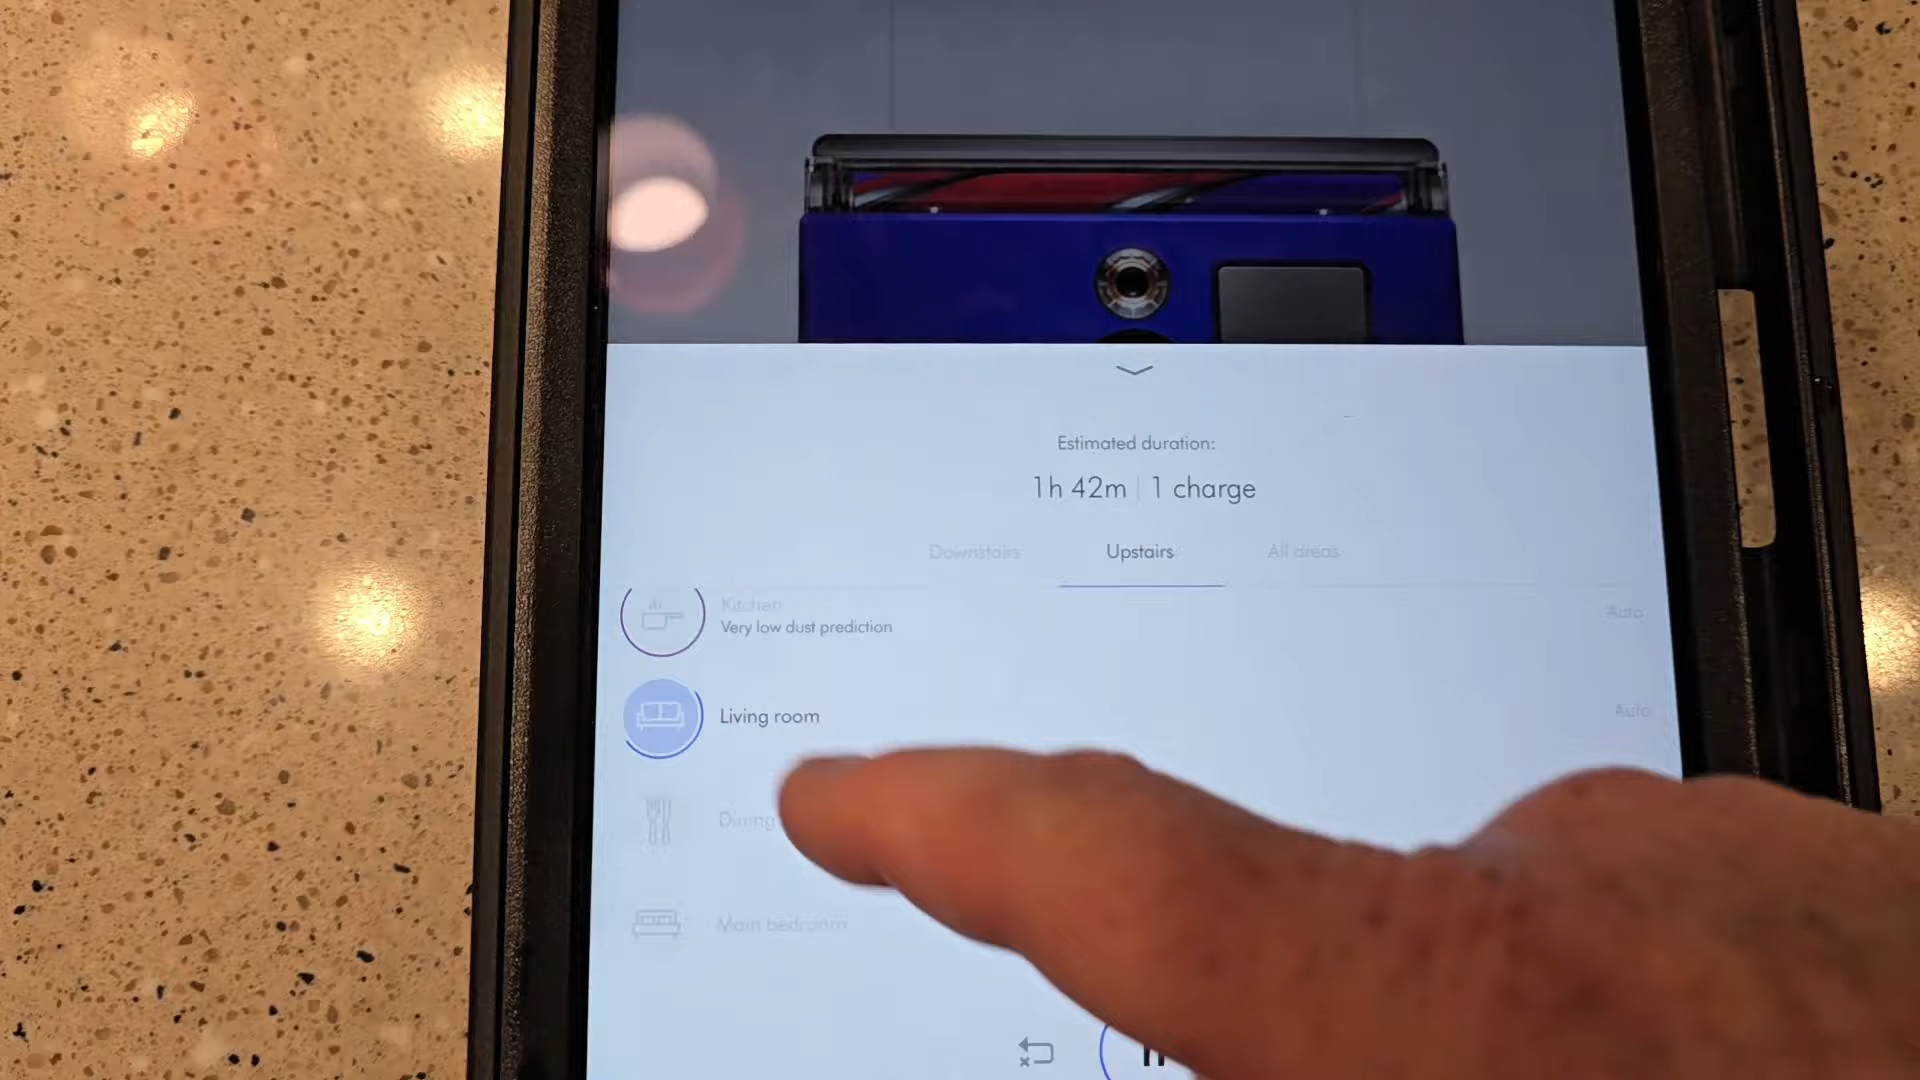 Estimated duration:
1h 42m | 1 charge
Downstairs Upstairs All areas
Kitchen Auto
Very low dust prediction
Living room Auto
Dining
Main bedroom